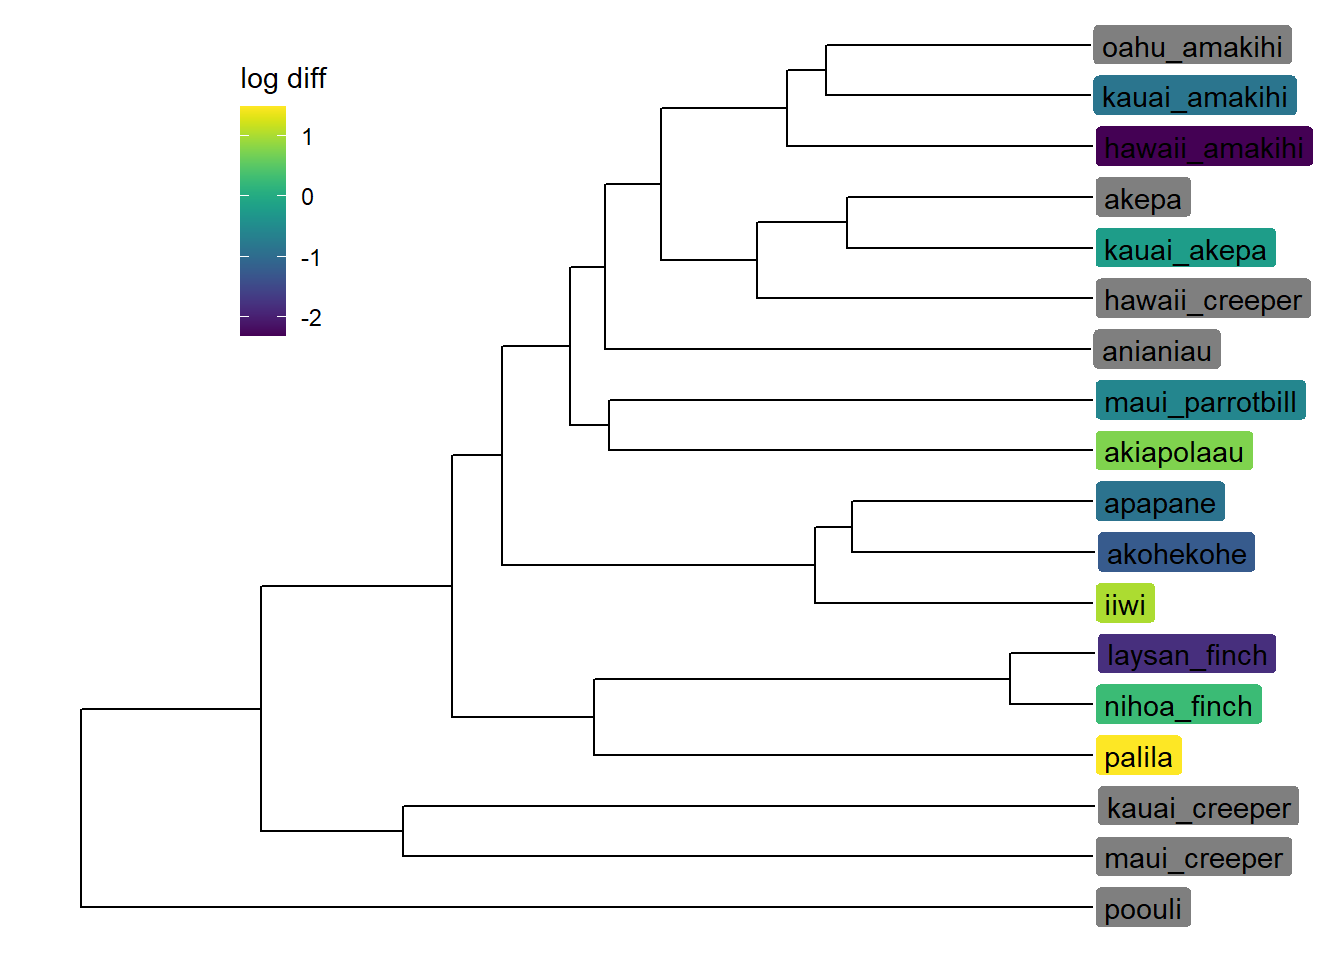 log diff
1
0
-1
-2
oahu_amakihi
kauai_amakihi
hawaii_amakihi
akepa
kauai_akepa
hawaii_creeper
anianiau
maui_parrotbill
akiapolaau
apapane
akohekohe
iiwi
laysan_finch
nihoa_finch
palila
kauai_creeper
maui_creeper
poouli